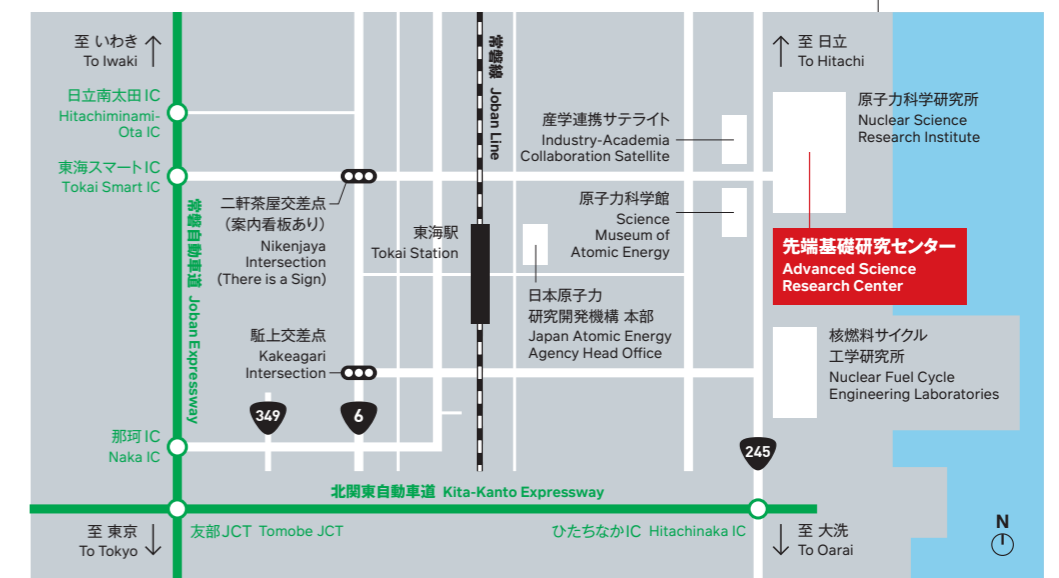 至 いわき
To Iwaki
日立南太田IC
Hitachiminami-
Ota IC
東海スマートIC
Tokai Smart IC
二軒茶屋交差点
（案内看板あり）
Nikenjaya
Intersection
(There is a Sign)
常磐自動車道 Joban Expressway
常磐線 Joban Line
東海駅
Tokai Station
産学連携サテライト
Industry-Academia
Collaboration Satellite
原子力科学館
Science
Museum of
Atomic Energy
日本原子力
研究開発機構 本部
Japan Atomic Energy
Agency Head Office
至 日立
To Hitachi
原子力科学研究所
Nuclear Science
Research Institute
先端基礎研究センター
Advanced Science
Research Center
核燃料サイクル
工学研究所
Nuclear Fuel Cycle
Engineering Laboratories
駈上交差点
Kakeagari
Intersection
349
6
245
那珂IC
Naka IC
北関東自動車道 Kita-Kanto Expressway
至 東京
To Tokyo
友部JCT Tomobe JCT
ひたちなかIC Hitachinaka IC
至 大洗
To Oarai
N